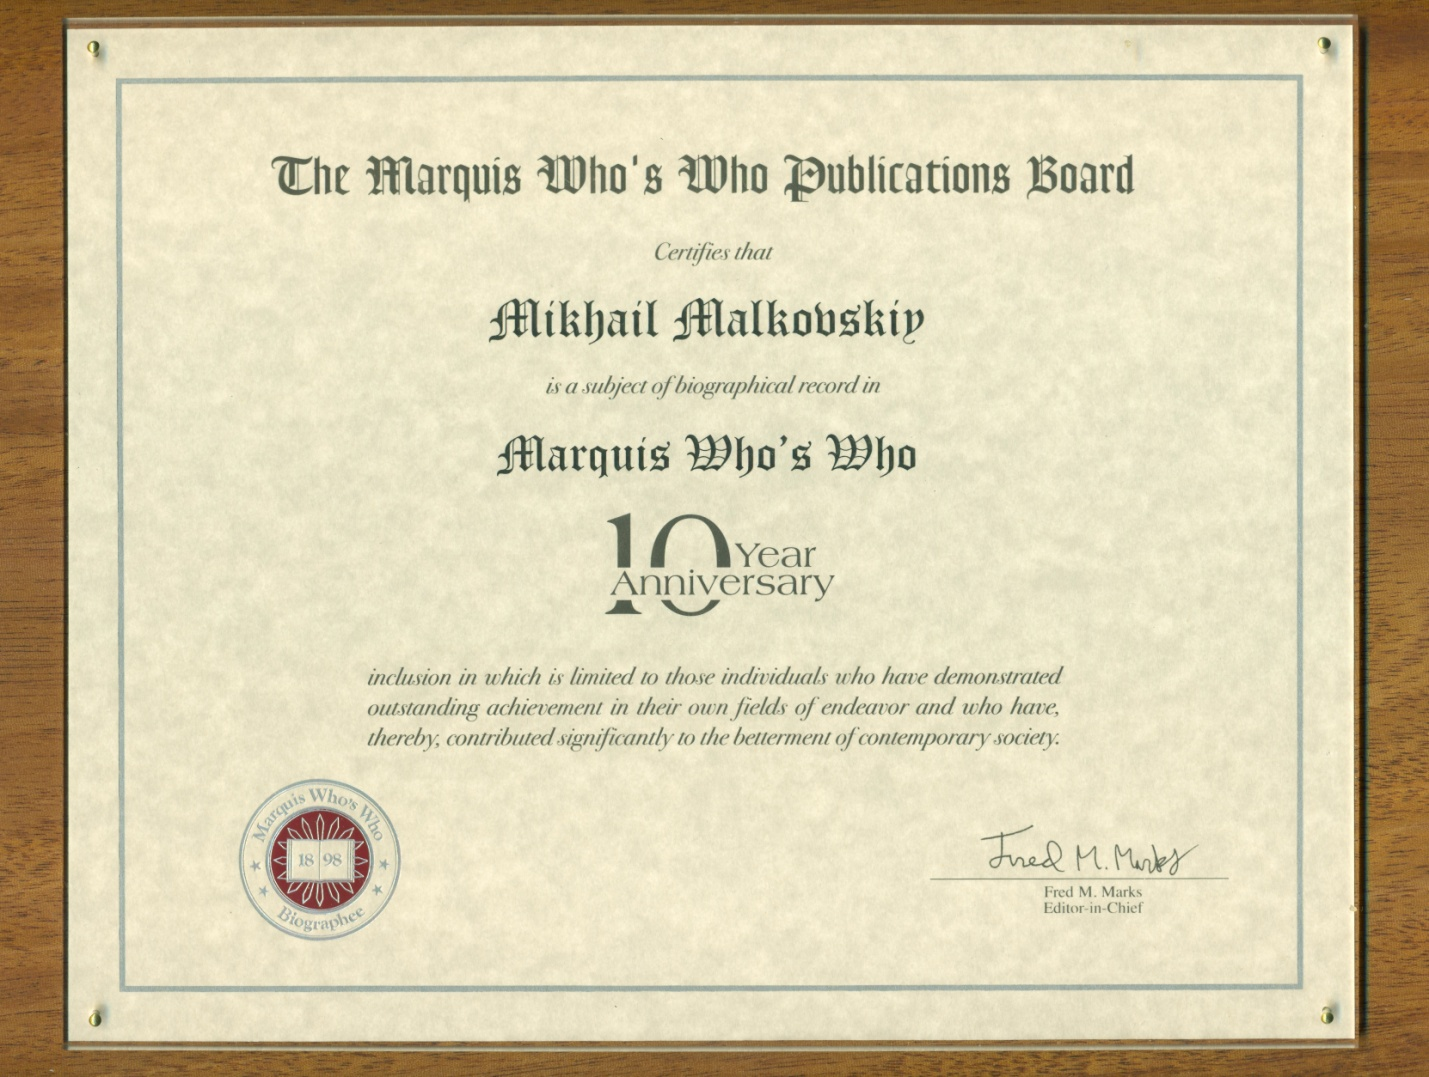 The Marquis Who's Who Publications Board
Certifies that
Mikhail Malkovskiy
is a subject of biographical record in
Marquis Who's Who
10 Year
Anniversary
inclusion in which is limited to those individuals who have demonstrated
outstanding achievement in their own fields of endeavor and who have,
thereby, contributed significantly to the betterment of contemporary society.
Marquis Who's Who
18 98
Biographee
Fred M. Marks
Fred M. Marks
Editor-in-Chief